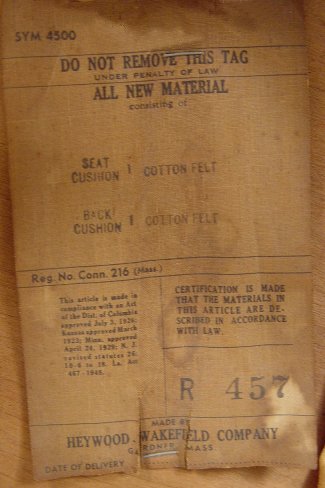 SYM 4500
DO NOT REMOVE THIS TAG
UNDER PENALTY OF LAW
ALL NEW MATERIAL
consisting of
SEAT
CUSHION 1 COTTON FELT
BACK
CUSHION 1 COTTON FELT
Reg. No. Conn. 216 (Mass.)
This article is made in
compliance with an Act
of the Dist. of Columbia
approved July 3, 1926;
Kansas approved March
1923; Minn. approved
April 24, 1929; N. J.
revised statutes 26:
10-6 to 18. La. Act
467-1948.
CERTIFICATION IS MADE
THAT THE MATERIALS IN
THIS ARTICLE ARE DE-
SCRIBED IN ACCORDANCE
WITH LAW.
R 457
MADE BY
HEYWOOD-WAKEFIELD COMPANY
GARDNER, MASS.
DATE OF DELIVERY